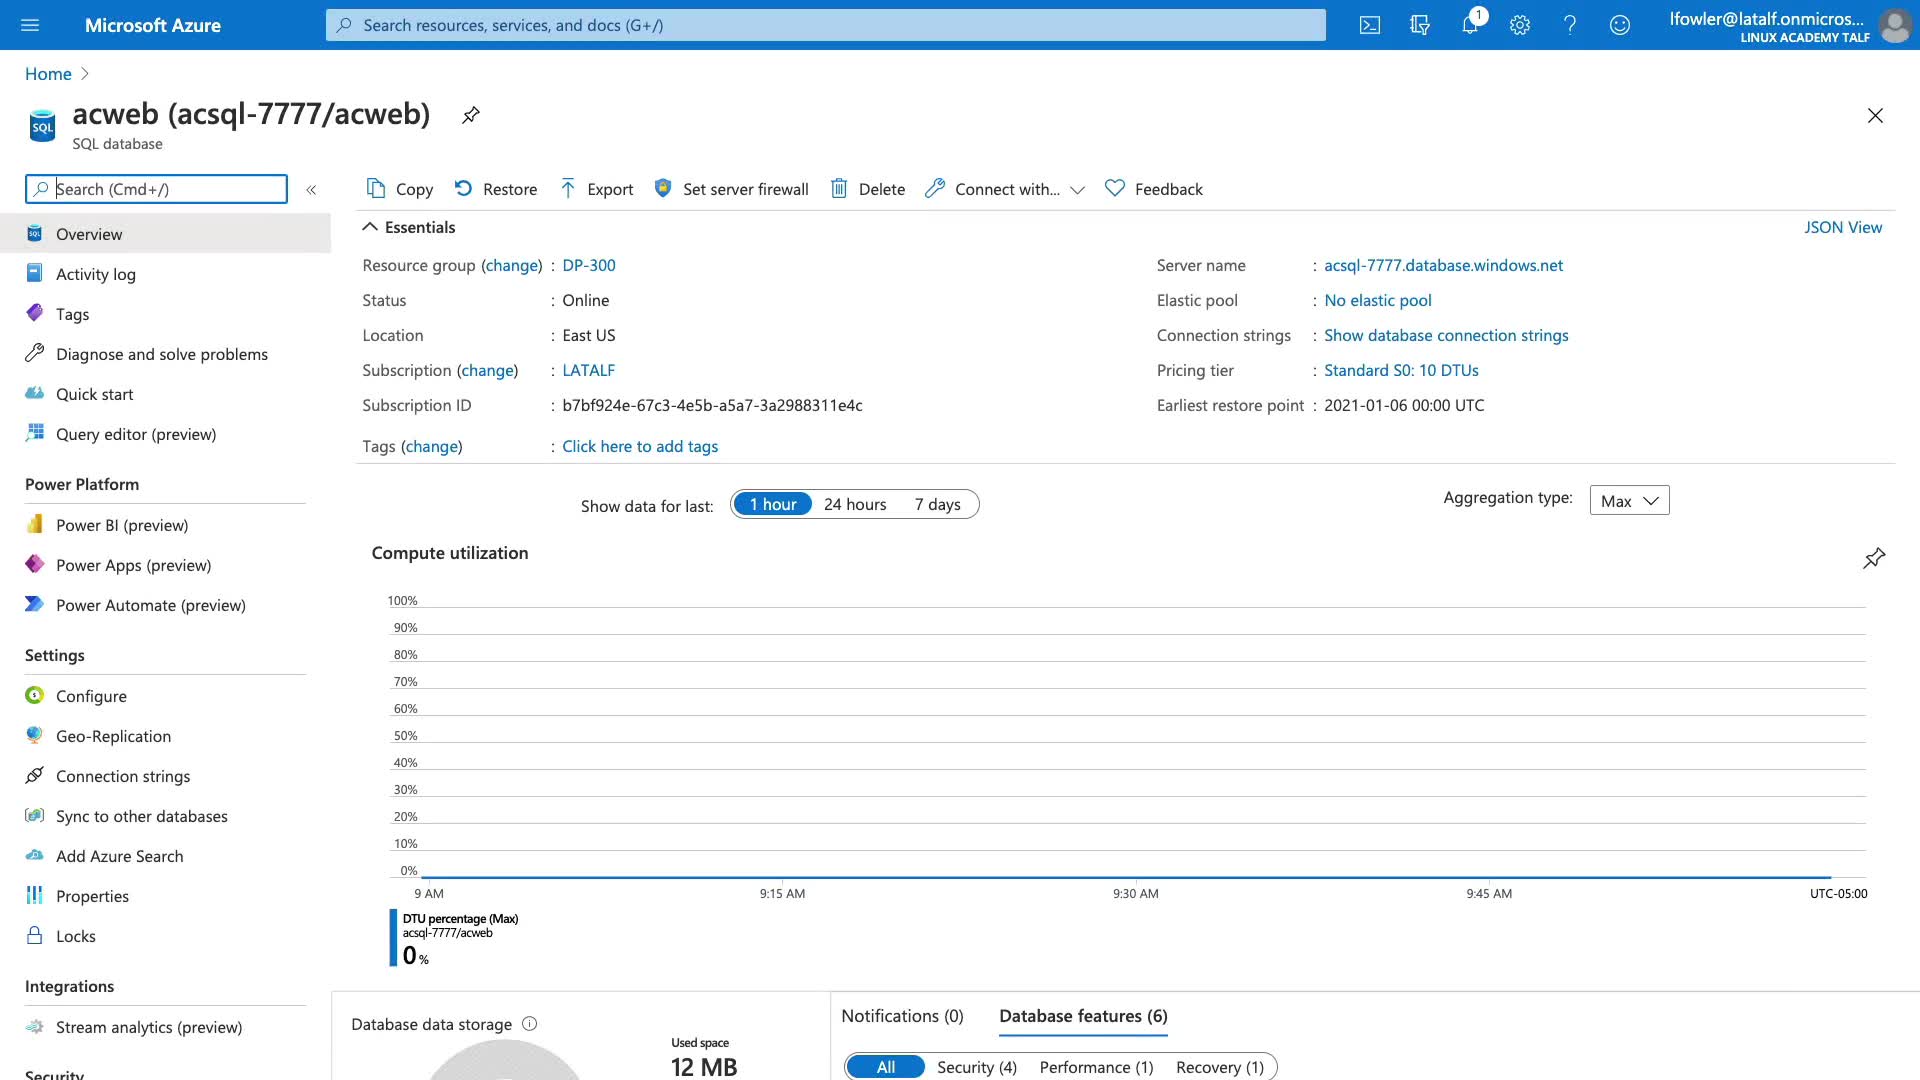 Microsoft Azure
Search resources, services, and docs (G+/)
1
lfowler@latalf.onmicros...
LINUX ACADEMY TALF
Home
acweb (acsql-7777/acweb)
SQL
SQL database
Search (Cmd+/)
«
Copy
Restore
Export
Set server firewall
Delete
Connect with...
Feedback
Overview
Activity log
Tags
Diagnose and solve problems
Quick start
Query editor (preview)
Power Platform
Power BI (preview)
Power Apps (preview)
Power Automate (preview)
Settings
Configure
Geo-Replication
Connection strings
Sync to other databases
Add Azure Search
Properties
Locks
Integrations
Stream analytics (preview)
Security
Essentials
JSON View
Resource group (change) : DP-300
Status : Online
Location : East US
Subscription (change) : LATALF
Subscription ID : b7bf924e-67c3-4e5b-a5a7-3a2988311e4c
Tags (change) : Click here to add tags
Server name : acsql-7777.database.windows.net
Elastic pool : No elastic pool
Connection strings : Show database connection strings
Pricing tier : Standard S0: 10 DTUs
Earliest restore point : 2021-01-06 00:00 UTC
Show data for last: 1 hour 24 hours 7 days
Aggregation type: Max
Compute utilization
100%
90%
80%
70%
60%
50%
40%
30%
20%
10%
0%
9 AM 9:15 AM 9:30 AM 9:45 AM UTC-05:00
DTU percentage (Max)
acsql-7777/acweb
0 %
Database data storage
Used space
12 MB
Notifications (0) Database features (6)
All Security (4) Performance (1) Recovery (1)